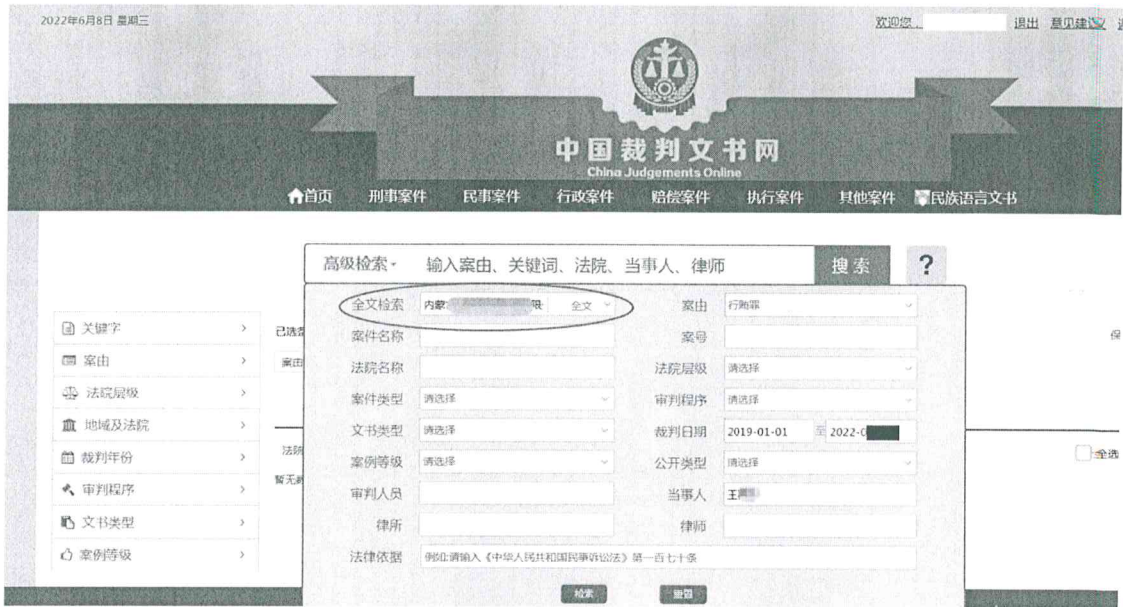 2022年6月8日 星期三
欢迎您， 退出 意见建议
中国裁判文书网
China Judgements Online
首页 刑事案件 民事案件 行政案件 赔偿案件 执行案件 其他案件 民族语言文书
高级检索 输入案由、关键词、法院、当事人、律师 搜索 ?
全文检索 内蒙 限 全文 案由 行贿罪
关键字 已选条 案件名称 案号 保
案由 案由 法院名称 法院层级 请选择
法院层级 案件类型 请选择 审判程序 请选择
地域及法院 文书类型 请选择 裁判日期 2019-01-01 至 2022-0
裁判年份 法院 案例等级 请选择 公开类型 请选择 全选
审判程序 暂无 审判人员 当事人 王
文书类型 律所 律师
案例等级 法律依据 例如:请输入《中华人民共和国民事诉讼法》第一百七十条
检索 重置